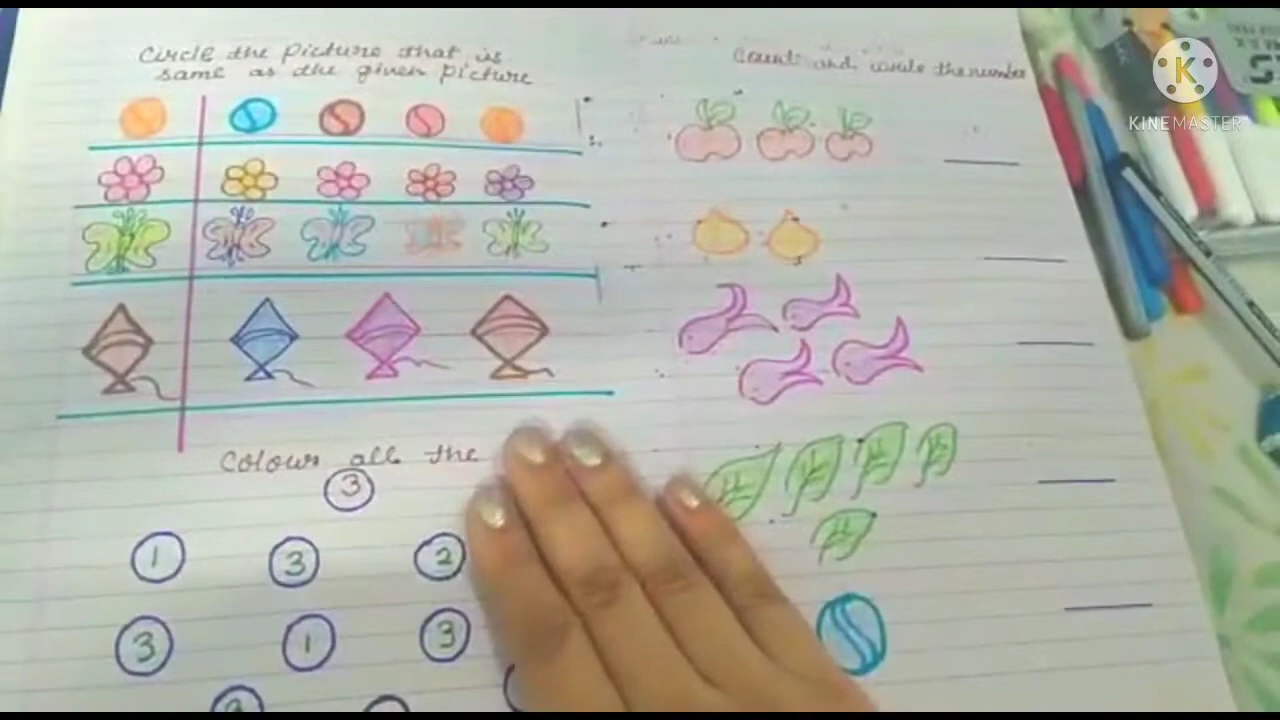 Circle the picture that is
same as the given picture
Count and write the number
Colour all the
3
1 3 2
3 1 3
KINEMASTER